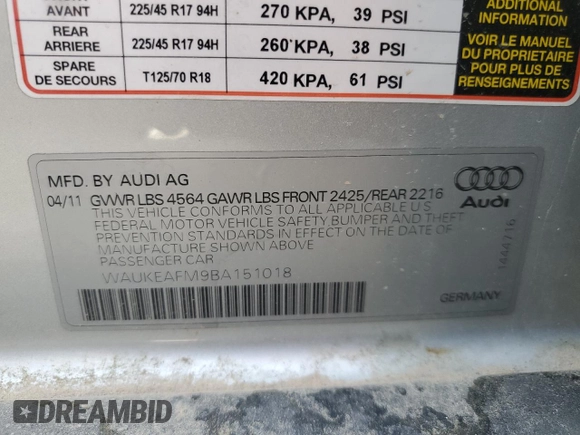 AVANT 225/45 R17 94H 270 KPA, 39 PSI
REAR
ARRIERE 225/45 R17 94H 260 KPA, 38 PSI
SPARE
DE SECOURS T125/70 R18 420 KPA, 61 PSI
ADDITIONAL
INFORMATION
VOIR LE MANUEL
DU PROPRIETAIRE
POUR PLUS DE
RENSEIGNEMENTS
MFD. BY AUDI AG
04/11 GVWR LBS 4564 GAWR LBS FRONT 2425/REAR 2216
THIS VEHICLE CONFORMS TO ALL APPLICABLE U.S.
FEDERAL MOTOR VEHICLE SAFETY BUMPER AND THEFT
PREVENTION STANDARDS IN EFFECT ON THE DATE OF
MANUFACTURE SHOWN ABOVE
PASSENGER CAR
WAUKEAFM9BA151018
Audi
1444716
GERMANY
DREAMBID